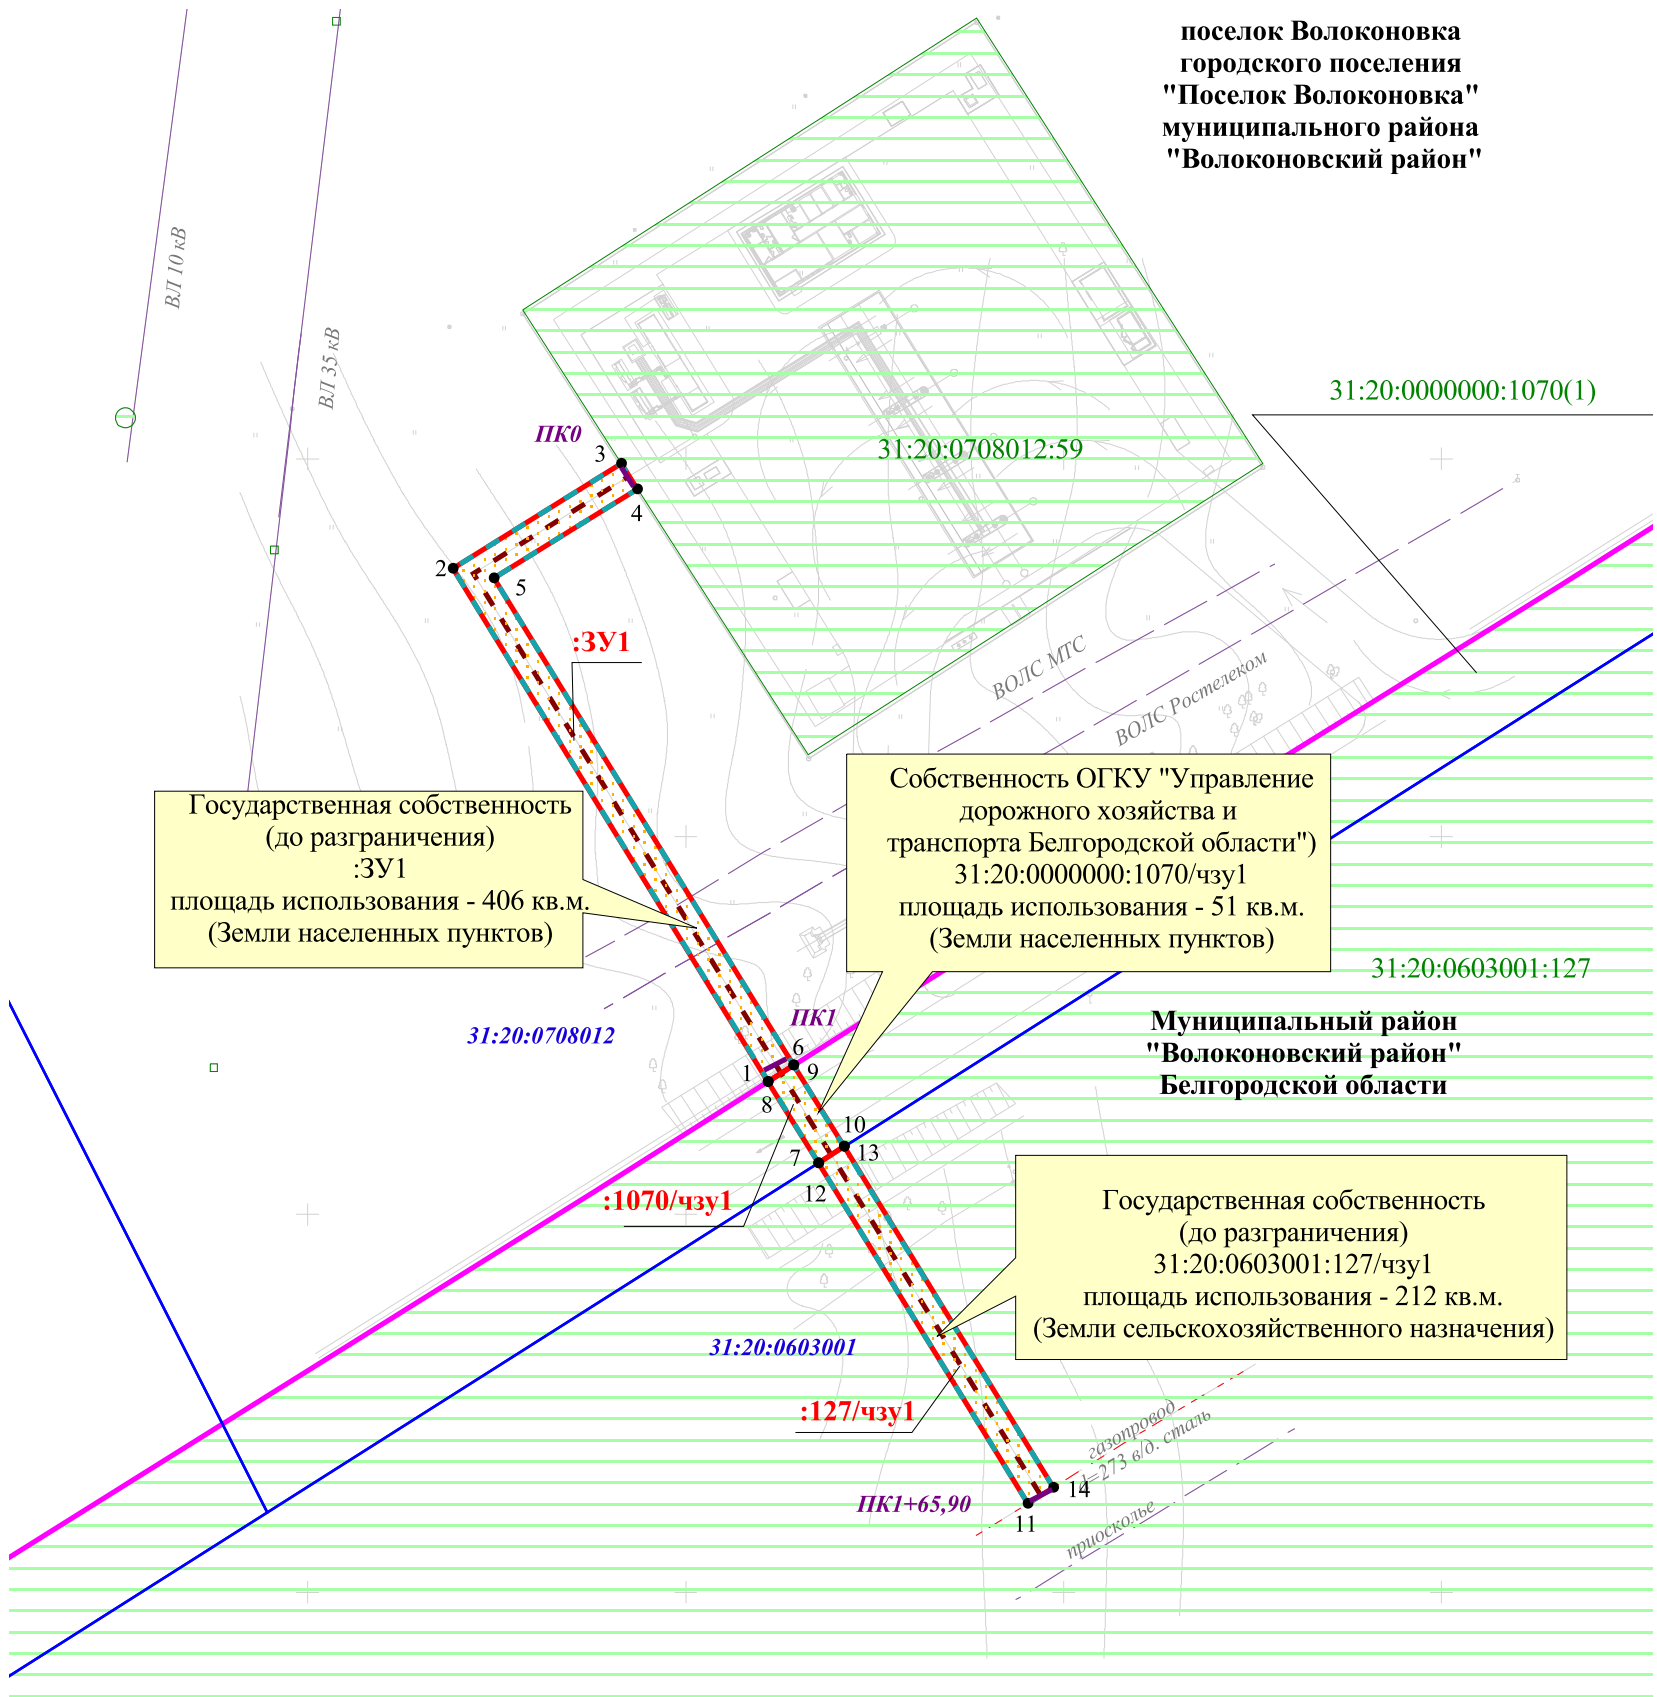 поселок Волоконовка
городского поселения
"Поселок Волоконовка"
муниципального района
"Волоконовский район"
ВЛ 10 кВ
ВЛ 35 кВ
31:20:0000000:1070(1)
ПК0
3
31:20:0708012:59
4
2
5
:ЗУ1
ВОЛС МТС
ВОЛС Ростелеком
Государственная собственность
(до разграничения)
:ЗУ1
площадь использования - 406 кв.м.
(Земли населенных пунктов)
Собственность ОГКУ "Управление
дорожного хозяйства и
транспорта Белгородской области")
31:20:0000000:1070/чзу1
площадь использования - 51 кв.м.
(Земли населенных пунктов)
31:20:0603001:127
31:20:0708012
ПК1
Муниципальный район
"Волоконовский район"
Белгородской области
6
1
9
8
10
7
13
12
:1070/чзу1
Государственная собственность
(до разграничения)
31:20:0603001:127/чзу1
площадь использования - 212 кв.м.
(Земли сельскохозяйственного назначения)
31:20:0603001
:127/чзу1
газопровод
d=273 в/д. сталь
14
ПК1+65,90
11
приосколье